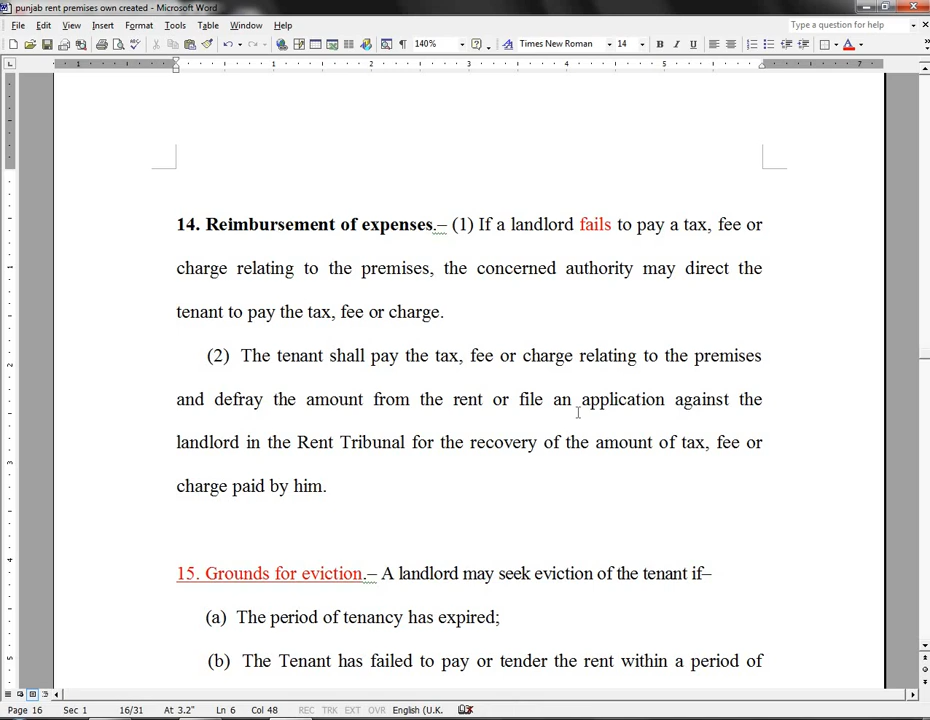 punjab rent premises own created - Microsoft Word
File Edit View Insert Format Tools Table Window Help Type a question for help
140% Times New Roman 14 B I U A
1 1 2 3 4 5 7
14. Reimbursement of expenses.– (1) If a landlord fails to pay a tax, fee or
charge relating to the premises, the concerned authority may direct the
tenant to pay the tax, fee or charge.
(2) The tenant shall pay the tax, fee or charge relating to the premises
and defray the amount from the rent or file an application against the
landlord in the Rent Tribunal for the recovery of the amount of tax, fee or
charge paid by him.
15. Grounds for eviction.– A landlord may seek eviction of the tenant if–
(a) The period of tenancy has expired;
(b) The Tenant has failed to pay or tender the rent within a period of
Page 16 Sec 1 16/31 At 3.2" Ln 6 Col 48 REC TRK EXT OVR English (U.K.